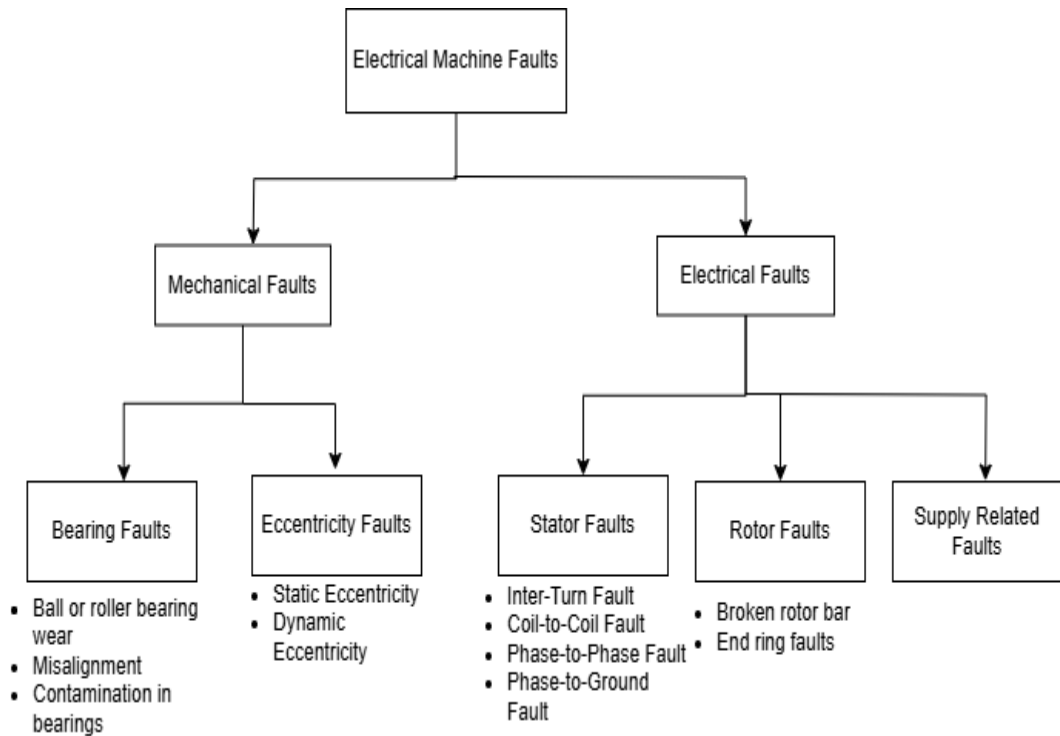 Electrical Machine Faults
Mechanical Faults
Electrical Faults
Bearing Faults
Eccentricity Faults
Stator Faults
Rotor Faults
Supply Related
Faults
• Ball or roller bearing
wear
• Misalignment
• Contamination in
bearings
• Static Eccentricity
• Dynamic
Eccentricity
• Inter-Turn Fault
• Coil-to-Coil Fault
• Phase-to-Phase Fault
• Phase-to-Ground
Fault
• Broken rotor bar
• End ring faults